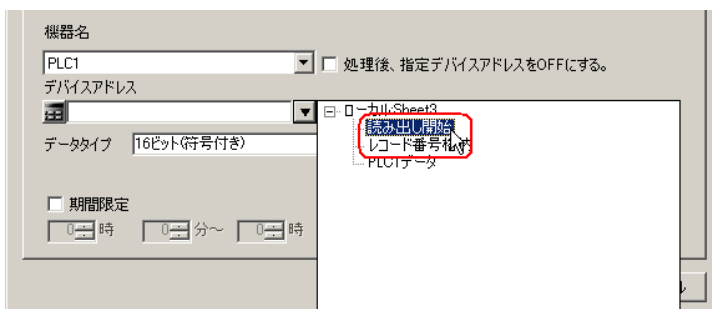 機器名
PLC1
処理後、指定デバイスアドレスをOFFにする。
デバイスアドレス
ローカル:Sheet3
読み出し開始
データタイプ 16ビット(符号付き)
レコード番号格納
PLC1データ
期間限定
0 時 0 分～ 0 時
ル